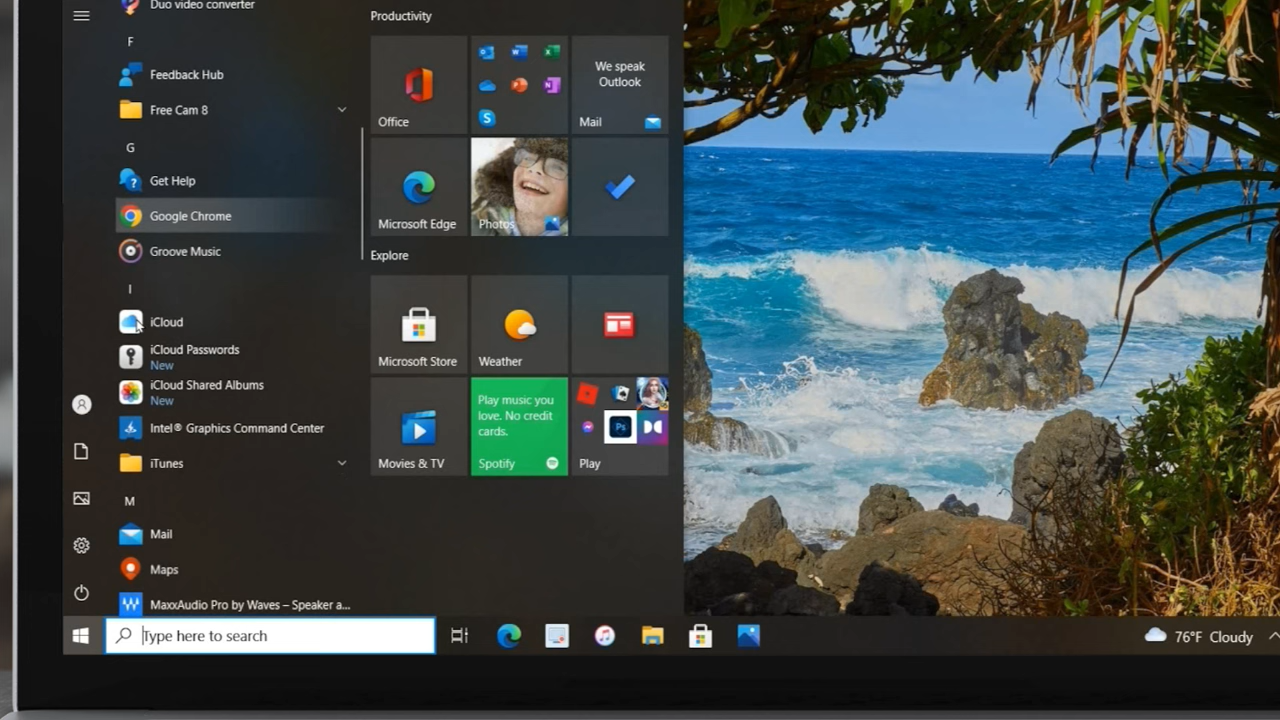 Duo video converter
F
Feedback Hub
Free Cam 8
G
Get Help
Google Chrome
Groove Music
I
iCloud
iCloud Passwords
New
iCloud Shared Albums
New
Intel® Graphics Command Center
iTunes
M
Mail
Maps
MaxxAudio Pro by Waves – Speaker a...
Productivity
Office
We speak
Outlook
Mail
Microsoft Edge
Photos
Explore
Microsoft Store
Weather
Movies & TV
Play music you
love. No credit
cards.
Spotify
Ps
Play
Type here to search
76°F Cloudy